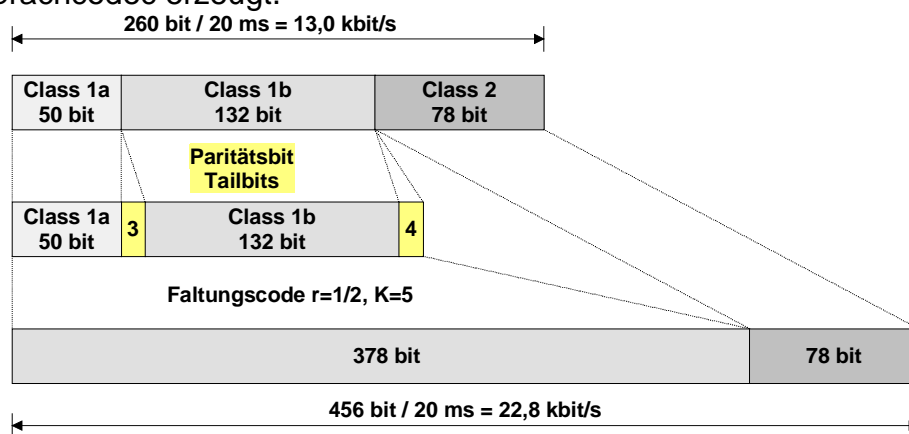 260 bit / 20 ms = 13,0 kbit/s
Class 1a
50 bit
Class 1b
132 bit
Class 2
78 bit
Paritätsbit
Tailbits
Class 1a
50 bit
3
Class 1b
132 bit
4
Faltungscode r=1/2, K=5
378 bit
78 bit
456 bit / 20 ms = 22,8 kbit/s